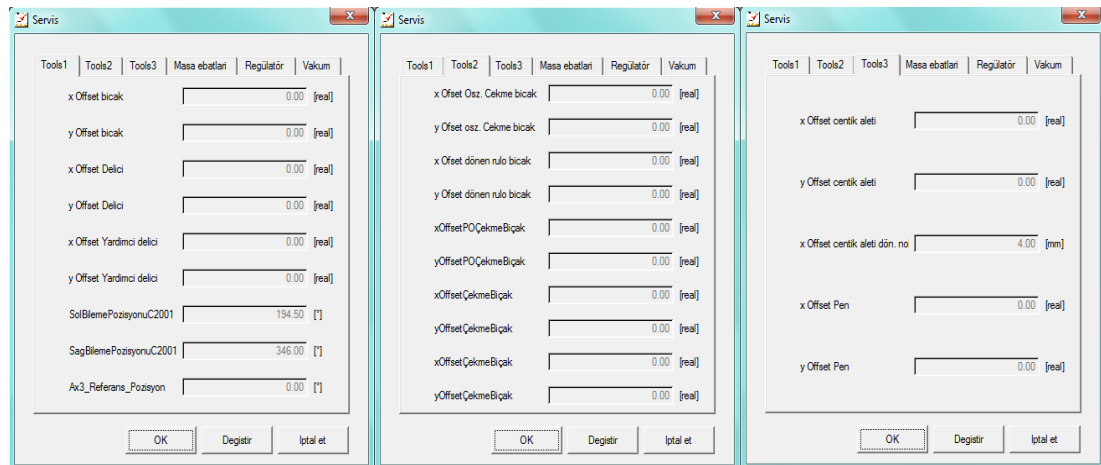 Servis
Tools1 Tools2 Tools3 Masa ebatlari Regülatör Vakum
x Offset bicak 0.00 [real]
y Offset bicak 0.00 [real]
x Offset Delici 0.00 [real]
y Offset Delici 0.00 [real]
x Offset Yardimci delici 0.00 [real]
y Offset Yardimci delici 0.00 [real]
SolBilemePozisyonuC2001 194.50 [°]
SagBilemePozisyonuC2001 346.00 [°]
Ax3_Referans_Pozisyon 0.00 [°]
OK Degistir Iptal et
Servis
Tools1 Tools2 Tools3 Masa ebatlari Regülatör Vakum
x Ofset Osz. Cekme bicak 0.00 [real]
y Ofset osz. Cekme bicak 0.00 [real]
x Ofset dönen rulo bicak 0.00 [real]
y Ofset dönen rulo bicak 0.00 [real]
xOffsetPOÇekmeBiçak 0.00 [real]
yOffsetPOÇekmeBiçak 0.00 [real]
xOffsetÇekmeBiçak 0.00 [real]
yOffsetÇekmeBiçak 0.00 [real]
xOffsetÇekmeBiçak 0.00 [real]
yOffsetÇekmeBiçak 0.00 [real]
OK Degistir Iptal et
Servis
Tools1 Tools2 Tools3 Masa ebatlari Regülatör Vakum
x Offset centik aleti 0.00 [real]
y Offset centik aleti 0.00 [real]
x Offset centik aleti dön. no 4.00 [mm]
x Offset Pen 0.00 [real]
y Offset Pen 0.00 [real]
OK Degistir Iptal et